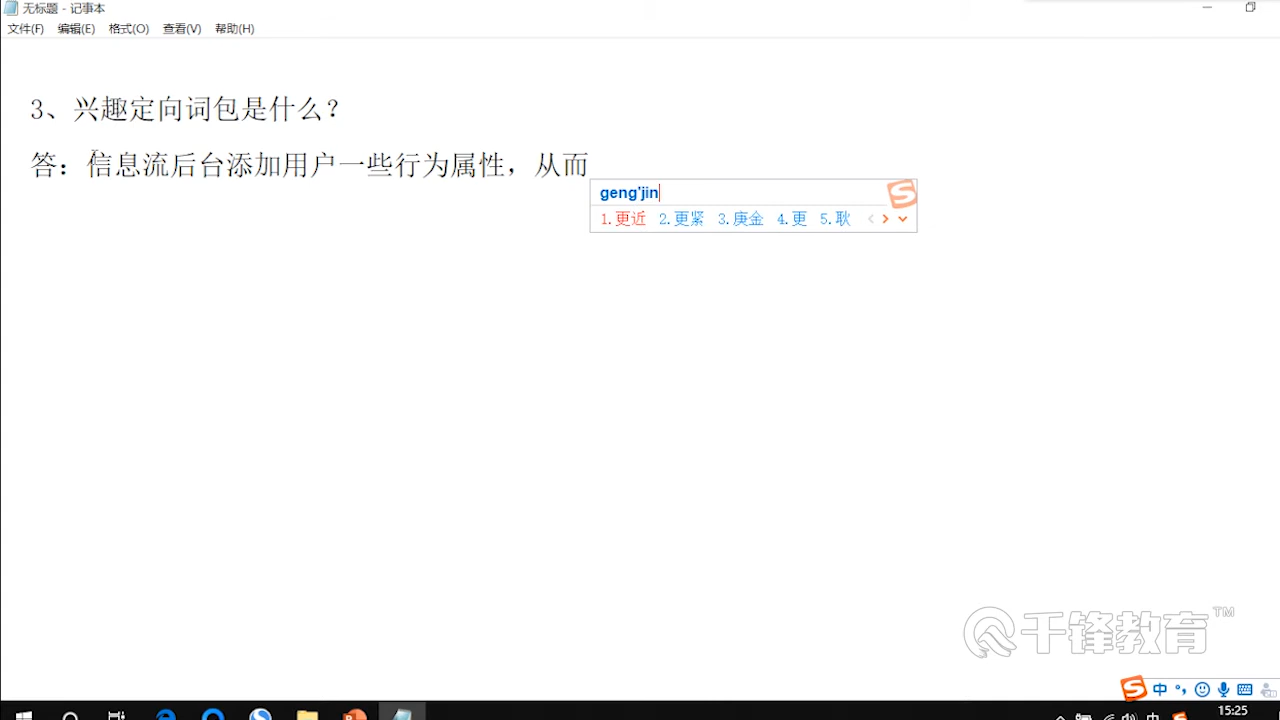 无标题 - 记事本
文件(F) 编辑(E) 格式(O) 查看(V) 帮助(H)
3、兴趣定向词包是什么？
答：信息流后台添加用户一些行为属性，从而
geng'jin
1.更近 2.更紧 3.庚金 4.更 5.耿
千锋教育™
中
15:25